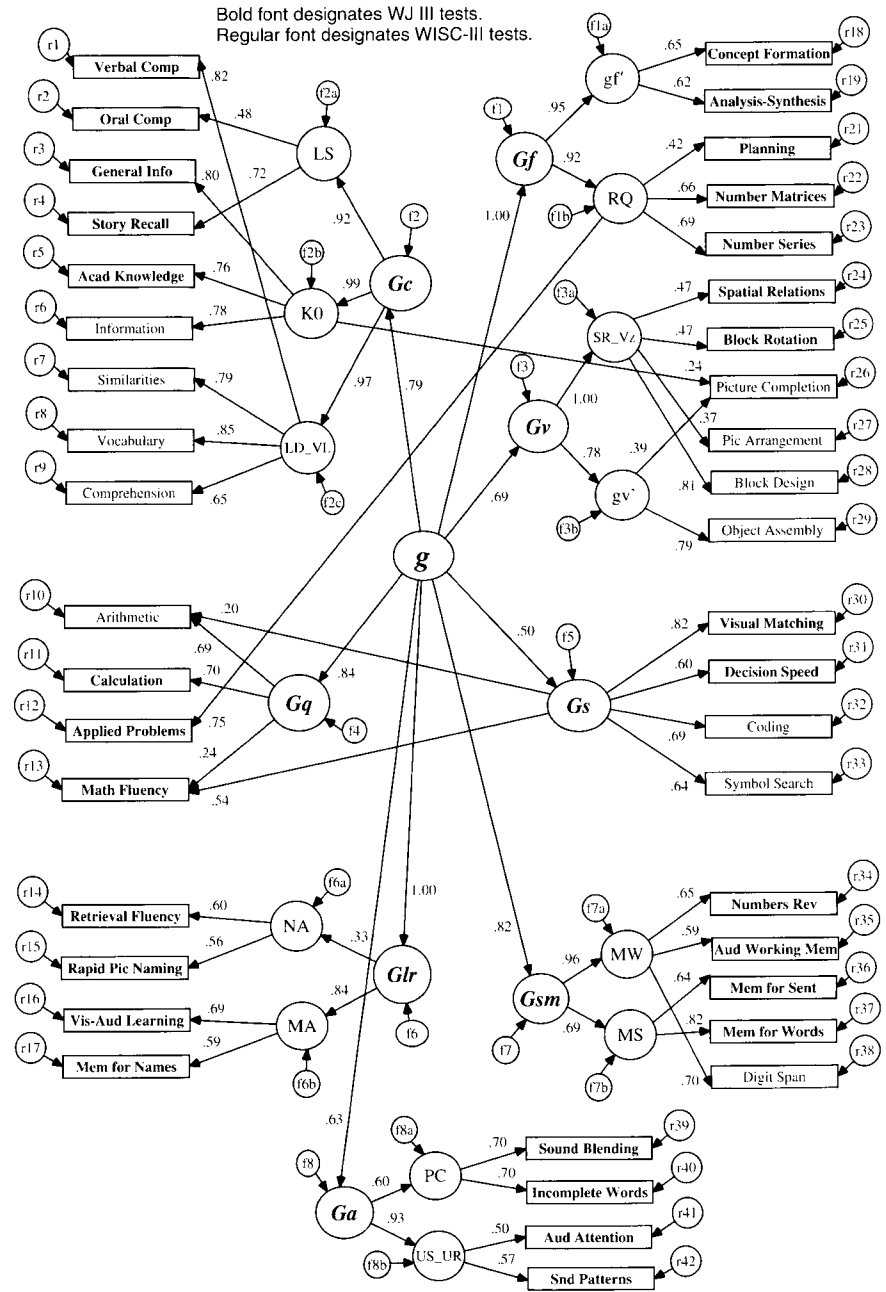 Bold font designates WJ III tests.
Regular font designates WISC-III tests.
r1
Verbal Comp
.82
r2
Oral Comp
.48
f2a
LS
r3
General Info
.80
.72
r4
Story Recall
.92
f2
r5
Acad Knowledge
.76
f2b
.99
Gc
K0
r6
Information
.78
r7
Similarities
.79
.97
.79
r8
Vocabulary
.85
LD_VL
r9
Comprehension
.65
f2c
f1a
gf'
.65
r18
Concept Formation
.62
r19
Analysis-Synthesis
f1
.95
Gf
.92
1.00
f1b
RQ
.42
r21
Planning
.66
r22
Number Matrices
.69
r23
Number Series
f3a
SR_Vz
.47
r24
Spatial Relations
.47
r25
Block Rotation
.24
r26
Picture Completion
f3
1.00
Gv
.78
.39
.37
r27
Pic Arrangement
.81
r28
Block Design
gv`
f3b
.79
r29
Object Assembly
.69
g
r10
Arithmetic
.20
.69
r11
Calculation
.70
Gq
.84
f4
r12
Applied Problems
.75
.24
r13
Math Fluency
.54
.50
f5
Gs
.82
r30
Visual Matching
.60
r31
Decision Speed
.69
r32
Coding
.64
r33
Symbol Search
r14
Retrieval Fluency
.60
f6a
NA
r15
Rapid Pic Naming
.56
.33
1.00
Glr
.84
f6
r16
Vis-Aud Learning
.69
MA
r17
Mem for Names
.59
f6b
.82
Gsm
.96
.69
f7
f7a
MW
MS
f7b
.65
r34
Numbers Rev
.59
r35
Aud Working Mem
.64
r36
Mem for Sent
.82
r37
Mem for Words
.70
r38
Digit Span
.63
f8
Ga
.60
.93
f8a
PC
.70
r39
Sound Blending
.70
r40
Incomplete Words
f8b
US_UR
.50
r41
Aud Attention
.57
r42
Snd Patterns